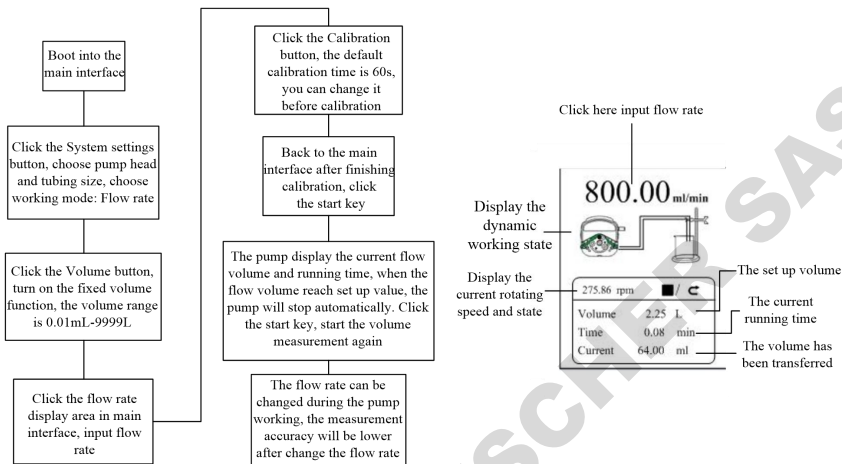 Boot into the
main interface
Click the System settings
button, choose pump head
and tubing size, choose
working mode: Flow rate
Click the Volume button,
turn on the fixed volume
function, the volume range
is 0.01mL-9999L
Click the flow rate
display area in main
interface, input flow
rate
Click the Calibration
button, the default
calibration time is 60s,
you can change it
before calibration
Back to the main
interface after finishing
calibration, click
the start key
The pump display the current flow
volume and running time, when the
flow volume reach set up value, the
pump will stop automatically. Click
the start key, start the volume
measurement again
The flow rate can be
changed during the pump
working, the measurement
accuracy will be lower
after change the flow rate
Click here input flow rate
800.00 ml/min
Display the
dynamic
working state
Display the
current rotating
speed and state
275.86 rpm /
Volume 2.25 L
Time 0.08 min
Current 64.00 ml
The set up volume
The current
running time
The volume has
been transferred
SCHER SAS